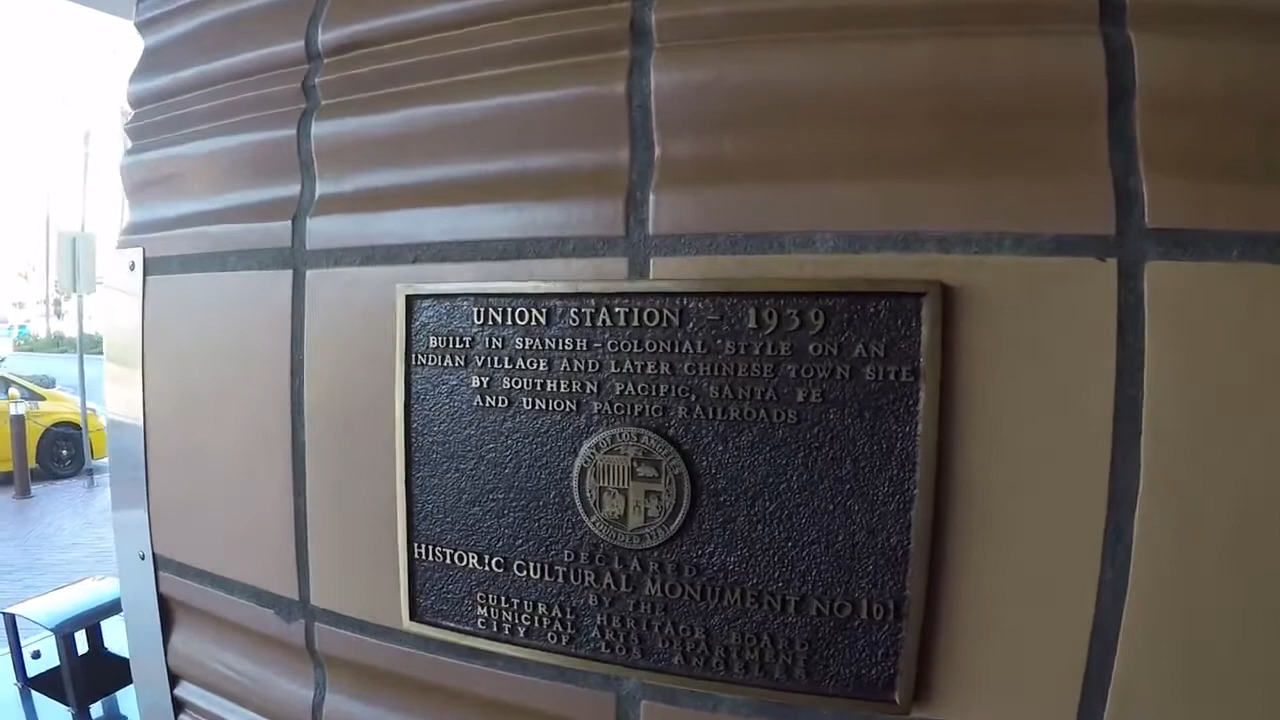 UNION STATION - 1939
BUILT IN SPANISH-COLONIAL STYLE ON AN
INDIAN VILLAGE AND LATER CHINESE TOWN SITE
BY SOUTHERN PACIFIC, SANTA FE
AND UNION PACIFIC RAILROADS
CITY OF LOS ANGELES
FOUNDED 1781
DECLARED
HISTORIC CULTURAL MONUMENT NO 101
BY THE
CULTURAL HERITAGE BOARD
MUNICIPAL ARTS DEPARTMENT
CITY OF LOS ANGELES